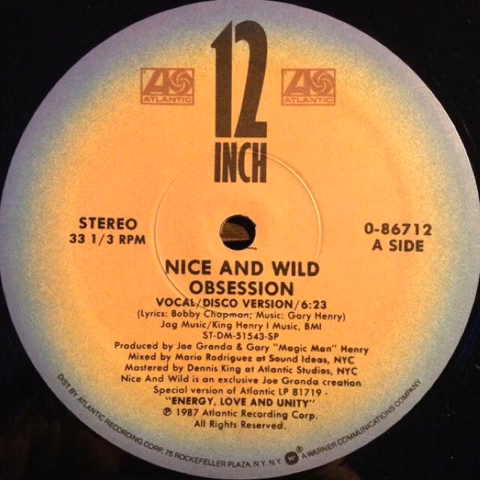 12
INCH
ATLANTIC
ATLANTIC
STEREO
33 1/3 RPM
0-86712
A SIDE
NICE AND WILD
OBSESSION
VOCAL/DISCO VERSION/6:23
(Lyrics: Bobby Chapman; Music: Gary Henry)
Jag Music/King Henry I Music, BMI
ST-DM-51543-SP
Produced by Joe Granda & Gary "Magic Man" Henry
Mixed by Mario Rodriguez at Sound Ideas, NYC
Mastered by Dennis King at Atlantic Studios, NYC
Nice And Wild is an exclusive Joe Granda creation
Special version of Atlantic LP 81719 -
"ENERGY, LOVE AND UNITY"
℗ 1987 Atlantic Recording Corp.
All Rights Reserved.
DIST. BY ATLANTIC RECORDING CORP. 75 ROCKEFELLER PLAZA, N.Y. N.Y. A WARNER COMMUNICATIONS COMPANY